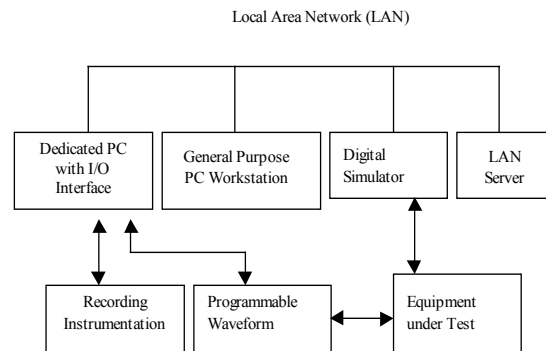 Local Area Network (LAN)
Dedicated PC
with I/O
Interface
General Purpose
PC Workstation
Digital
Simulator
LAN
Server
Recording
Instrumentation
Programmable
Waveform
Equipment
under Test